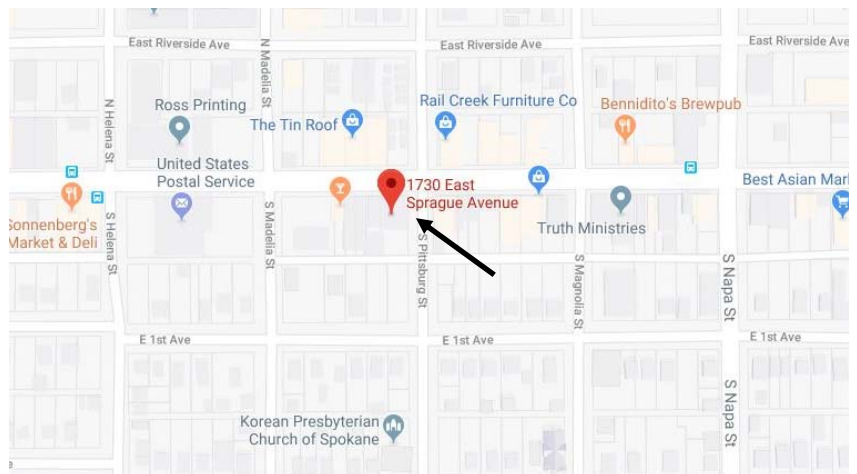 East Riverside Ave
East Riverside Ave
East Riverside Ave
N Madelia St
N Helena St
Ross Printing
The Tin Roof
Rail Creek Furniture Co
Bennidito's Brewpub
United States
Postal Service
1730 East
Sprague Avenue
Best Asian Mar
Sonnenberg's
Market & Deli
S Helena St
S Madelia St
S Pittsburg St
Truth Ministries
S Magnolia St
S Napa St
E 1st Ave
E 1st Ave
E 1st Ave
S Napa St
Korean Presbyterian
Church of Spokane